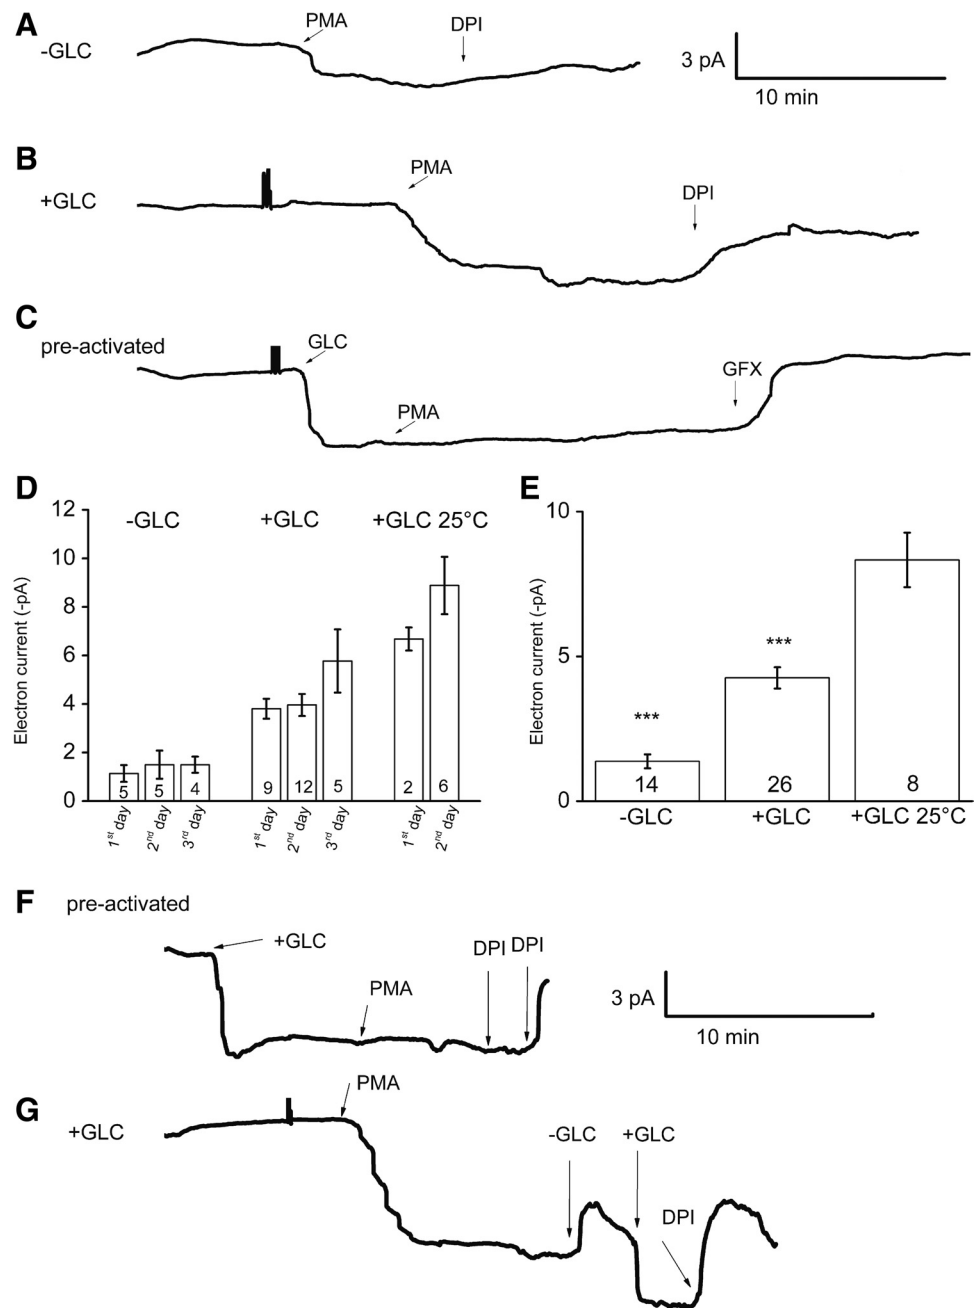 A
-GLC
PMA
DPI
3 pA
10 min
B
+GLC
PMA
DPI
C
pre-activated
GLC
PMA
GFX
D
Electron current (-pA)
12
10
8
6
4
2
0
-GLC
+GLC
+GLC 25°C
5
5
4
9
12
5
2
6
1st day
2nd day
3rd day
1st day
2nd day
3rd day
1st day
2nd day
E
Electron current (-pA)
10
5
0
***
***
14
26
8
-GLC
+GLC
+GLC 25°C
F
pre-activated
+GLC
PMA
DPI
DPI
3 pA
10 min
G
+GLC
PMA
-GLC
+GLC
DPI